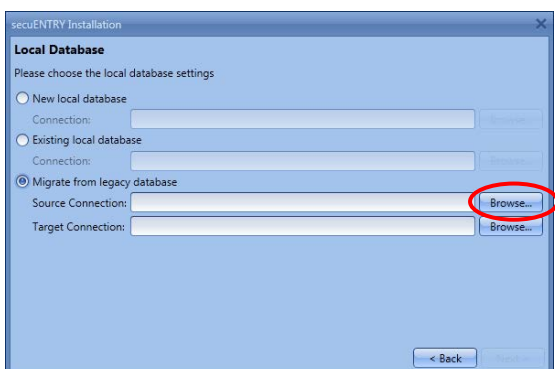 secuENTRY Installation
Local Database
Please choose the local database settings
New local database
Connection:
Browse...
Existing local database
Connection:
Browse...
Migrate from legacy database
Source Connection:
Browse...
Target Connection:
Browse...
< Back
Next >